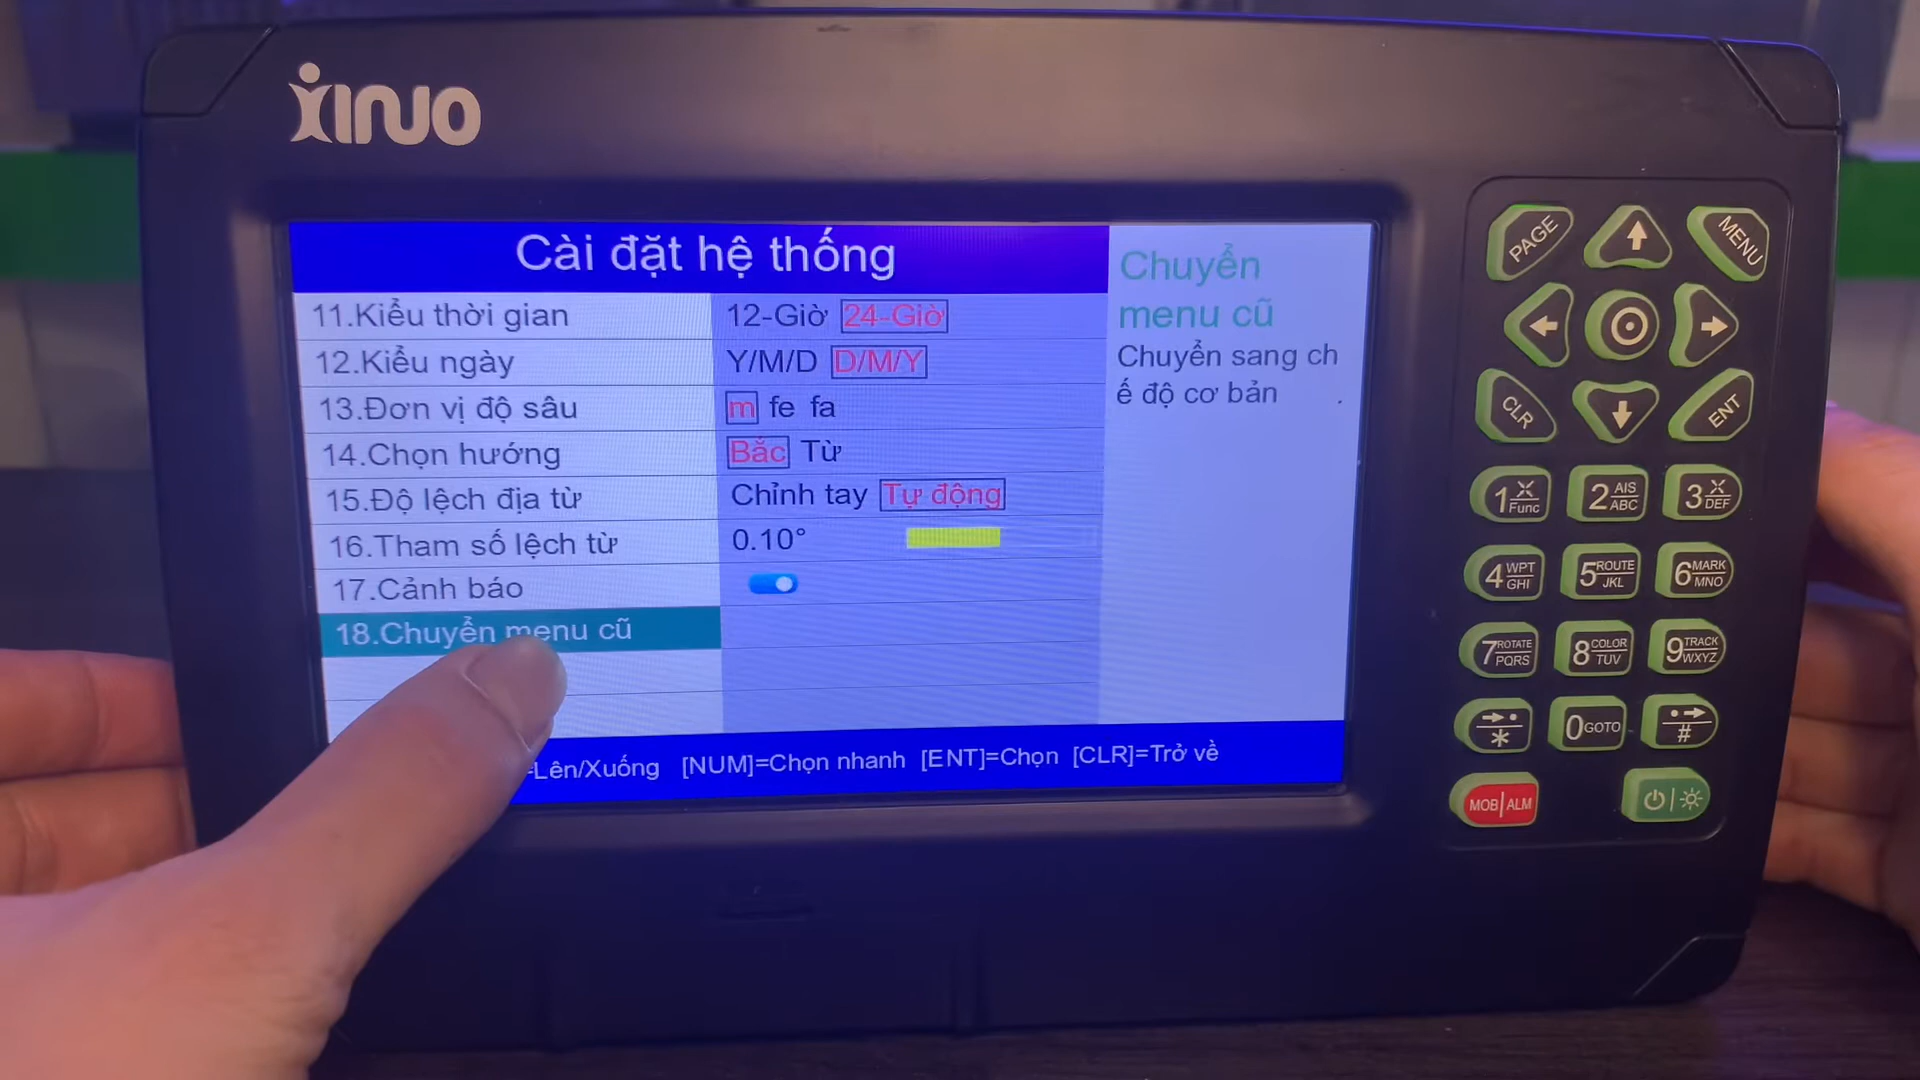 XINUO
Cài đặt hệ thống
11.Kiểu thời gian 12-Giờ 24-Giờ
12.Kiểu ngày Y/M/D D/M/Y
13.Đơn vị độ sâu m fe fa
14.Chọn hướng Bắc Từ
15.Độ lệch địa từ Chỉnh tay Tự động
16.Tham số lệch từ 0.10°
17.Cảnh báo
18.Chuyển menu cũ
=Lên/Xuống [NUM]=Chọn nhanh [ENT]=Chọn [CLR]=Trở về
Chuyển
menu cũ
Chuyển sang ch
ế độ cơ bản .
PAGE MENU
CLR ENT
1 Func 2 AIS ABC 3 DEF
4 WPT GHI 5 ROUTE JKL 6 MARK MNO
7 ROTATE PQRS 8 COLOR TUV 9 TRACK WXYZ
* 0 GOTO #
MOB|ALM